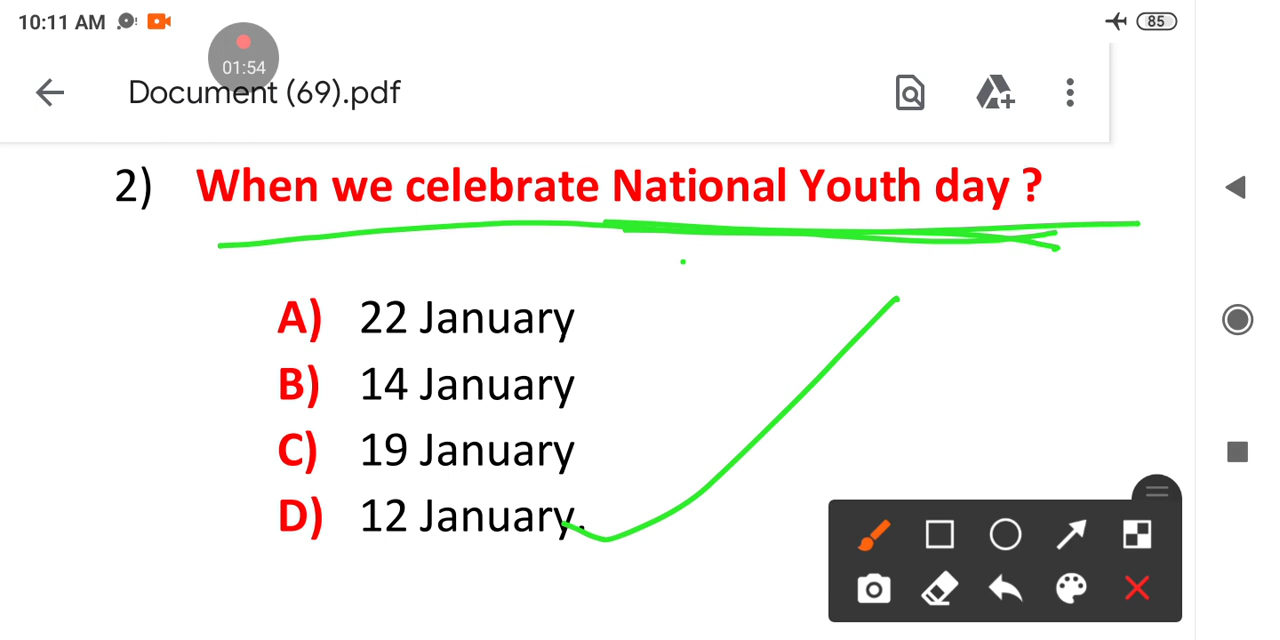 10:11 AM
85
01:54
Document (69).pdf
2) When we celebrate National Youth day ?
A) 22 January
B) 14 January
C) 19 January
D) 12 January.